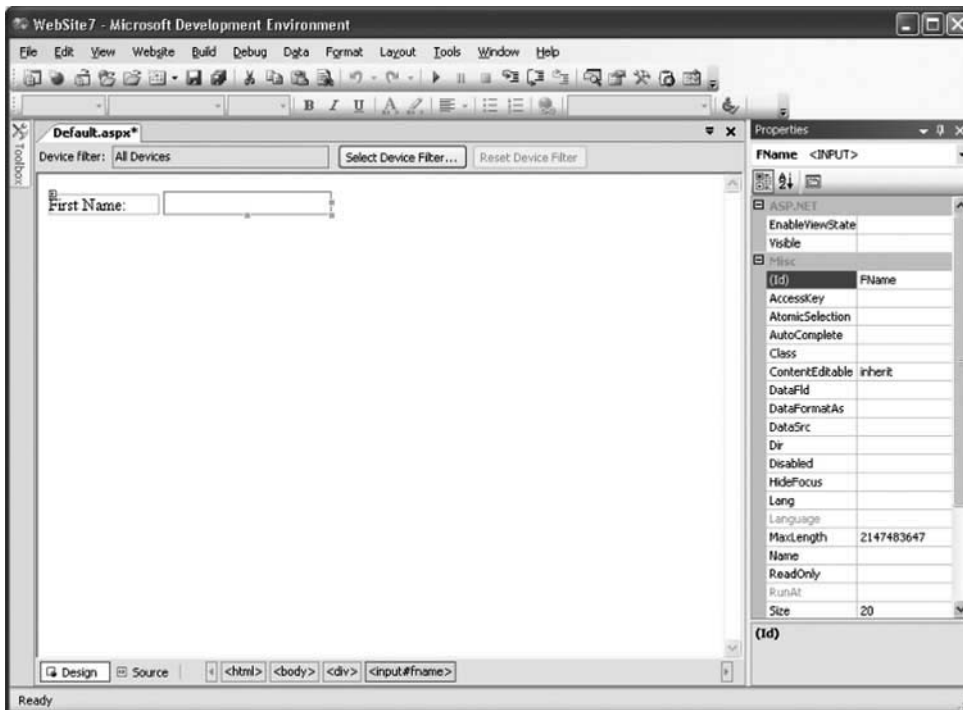 WebSite7 - Microsoft Development Environment
File Edit View Website Build Debug Data Format Layout Tools Window Help
B I U A
Toolbox
Default.aspx*
Device filter: All Devices Select Device Filter... Reset Device Filter
First Name:
Properties
FName <INPUT>
ASP.NET
EnableViewState
Visible
Misc
(Id) FName
AccessKey
AtomicSelection
AutoComplete
Class
ContentEditable inherit
DataFld
DataFormatAs
DataSrc
Dir
Disabled
HideFocus
Lang
Language
MaxLength 2147483647
Name
ReadOnly
RunAt
Size 20
(Id)
Design Source <html> <body> <div> <input#fname>
Ready